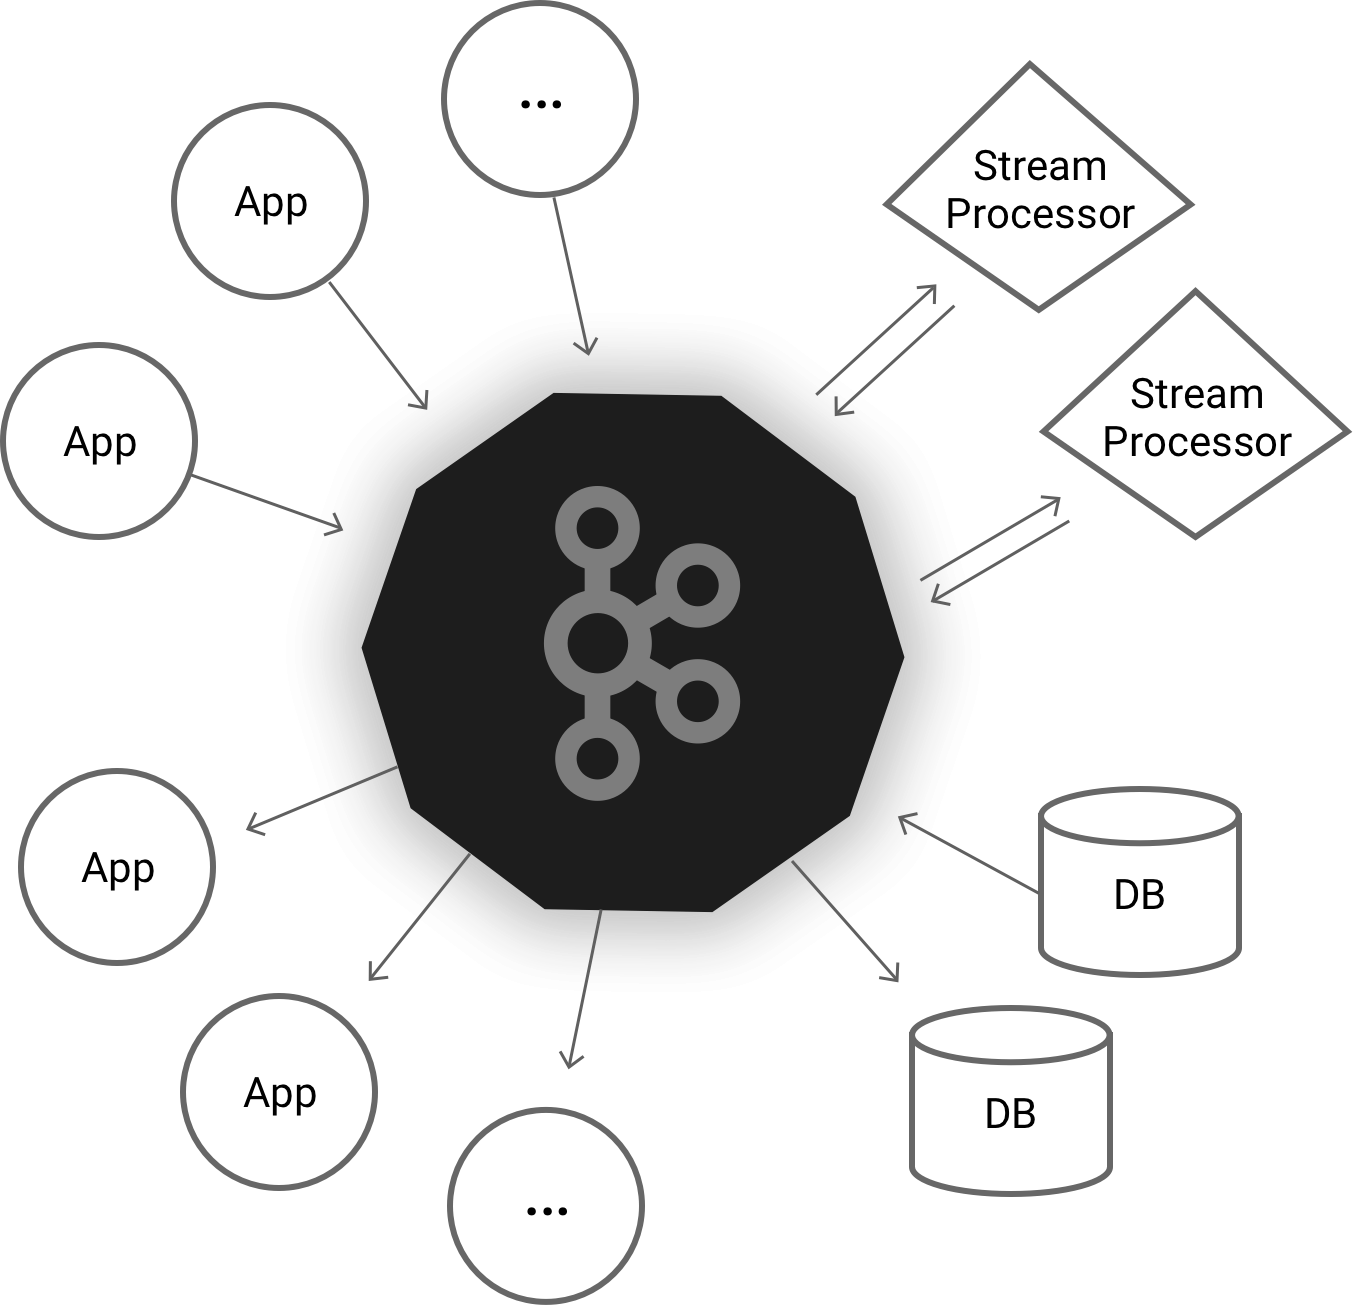 ...
App
Stream
Processor
App
Stream
Processor
App
DB
App
DB
...